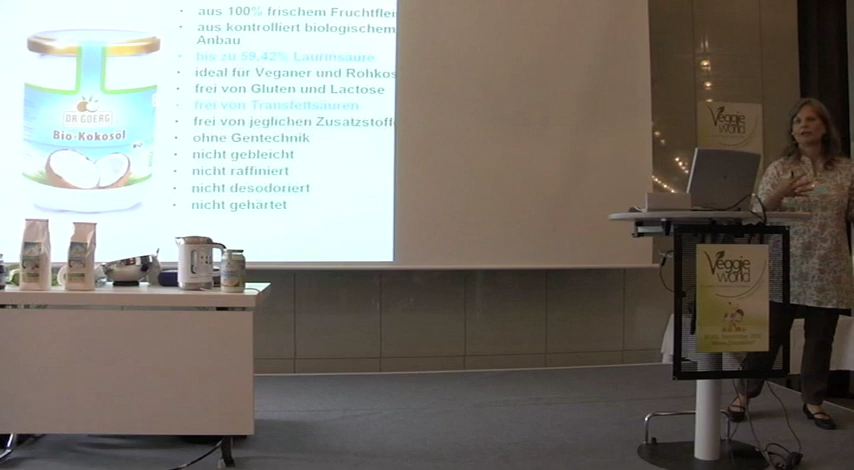 aus 100% frischem Fruchtflei
aus kontrolliert biologischem
Anbau
bis zu 59,42% Laurinsäure
ideal für Veganer und Rohkos
frei von Gluten und Lactose
frei von Transfettsäuren
frei von jeglichen Zusatzstoff
ohne Gentechnik
nicht gebleicht
nicht raffiniert
nicht desodoriert
nicht gehärtet
DR. GOERG
Bio-Kokosöl
Veggie
world
Veggie
world